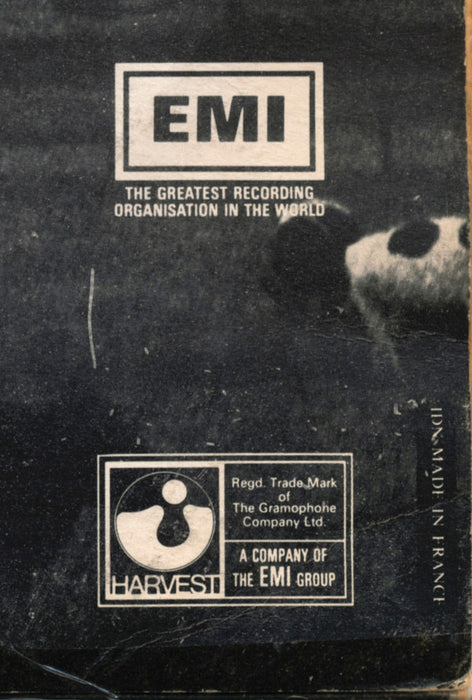 EMI
THE GREATEST RECORDING
ORGANISATION IN THE WORLD
Regd. Trade Mark
of
The Gramophone
Company Ltd.
HARVEST
A COMPANY OF
THE EMI GROUP
IDN MADE IN FRANCE